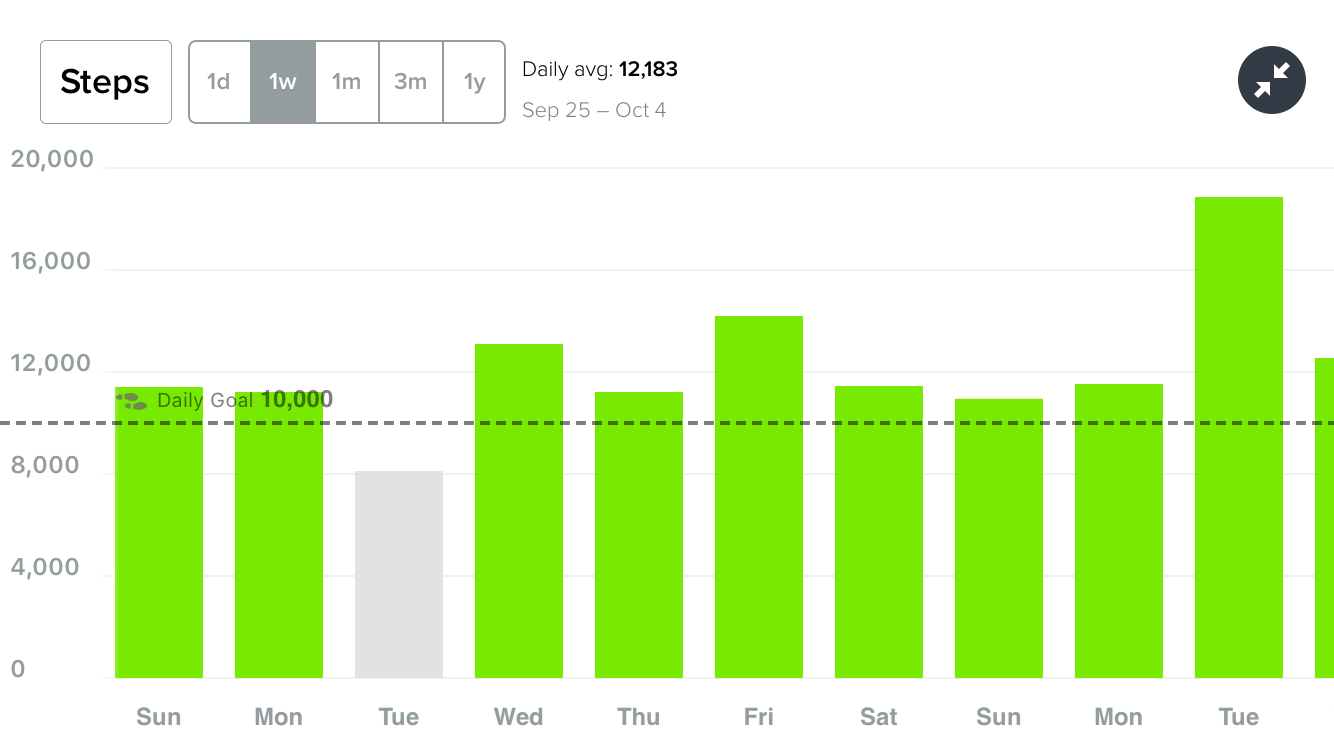 Steps 1d 1w 1m 3m 1y Daily avg: 12,183
Sep 25 – Oct 4
20,000
16,000
12,000
Daily Goal 10,000
8,000
4,000
0
Sun Mon Tue Wed Thu Fri Sat Sun Mon Tue